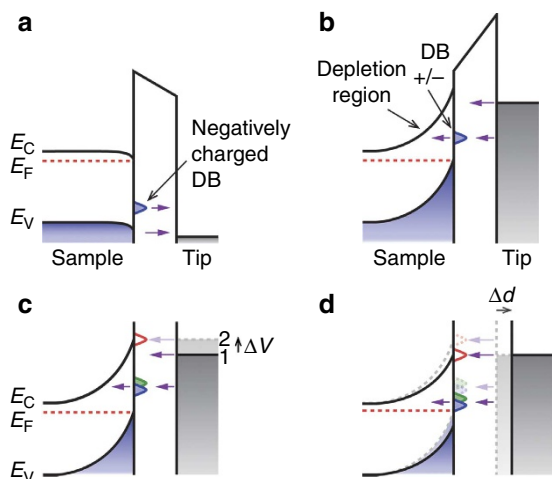 a
E_C
E_F
E_V
Negatively
charged
DB
Sample
Tip
b
Depletion
region
DB
+/−
Sample
Tip
c
E_C
E_F
E_V
2
1
ΔV
d
Δd